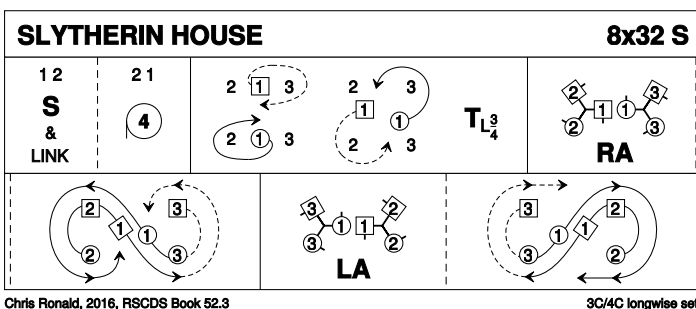 SLYTHERIN HOUSE 8x32 S
1 2 2 1
S
&
LINK
4
2 1 3
2 1 3
2 3
1
1
2 3
T L 3/4
2 3
1 1
2 3
RA
2 3
1 1
2 3
3 2
1 1
3 2
LA
3 2
1 1
3 2
Chris Ronald, 2016, RSCDS Book 52.3 3C/4C longwise set